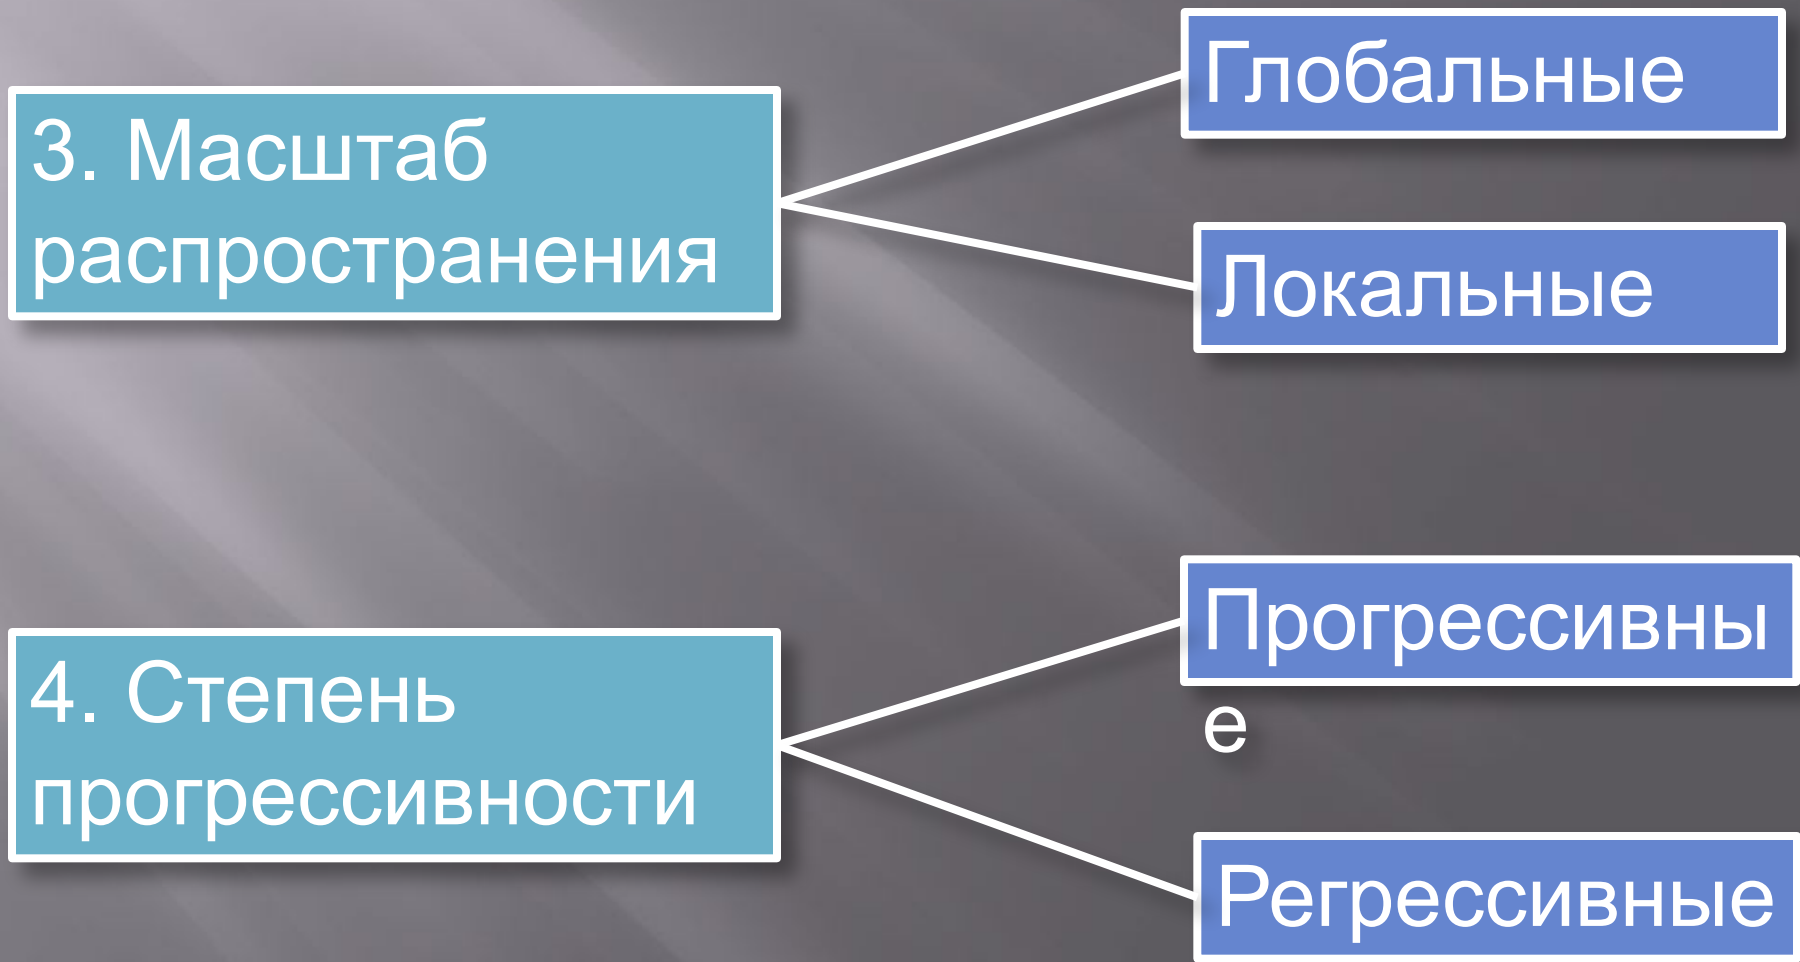 3. Масштаб
распространения
Глобальные
Локальные
4. Степень
прогрессивности
Прогрессивны
е
Регрессивные